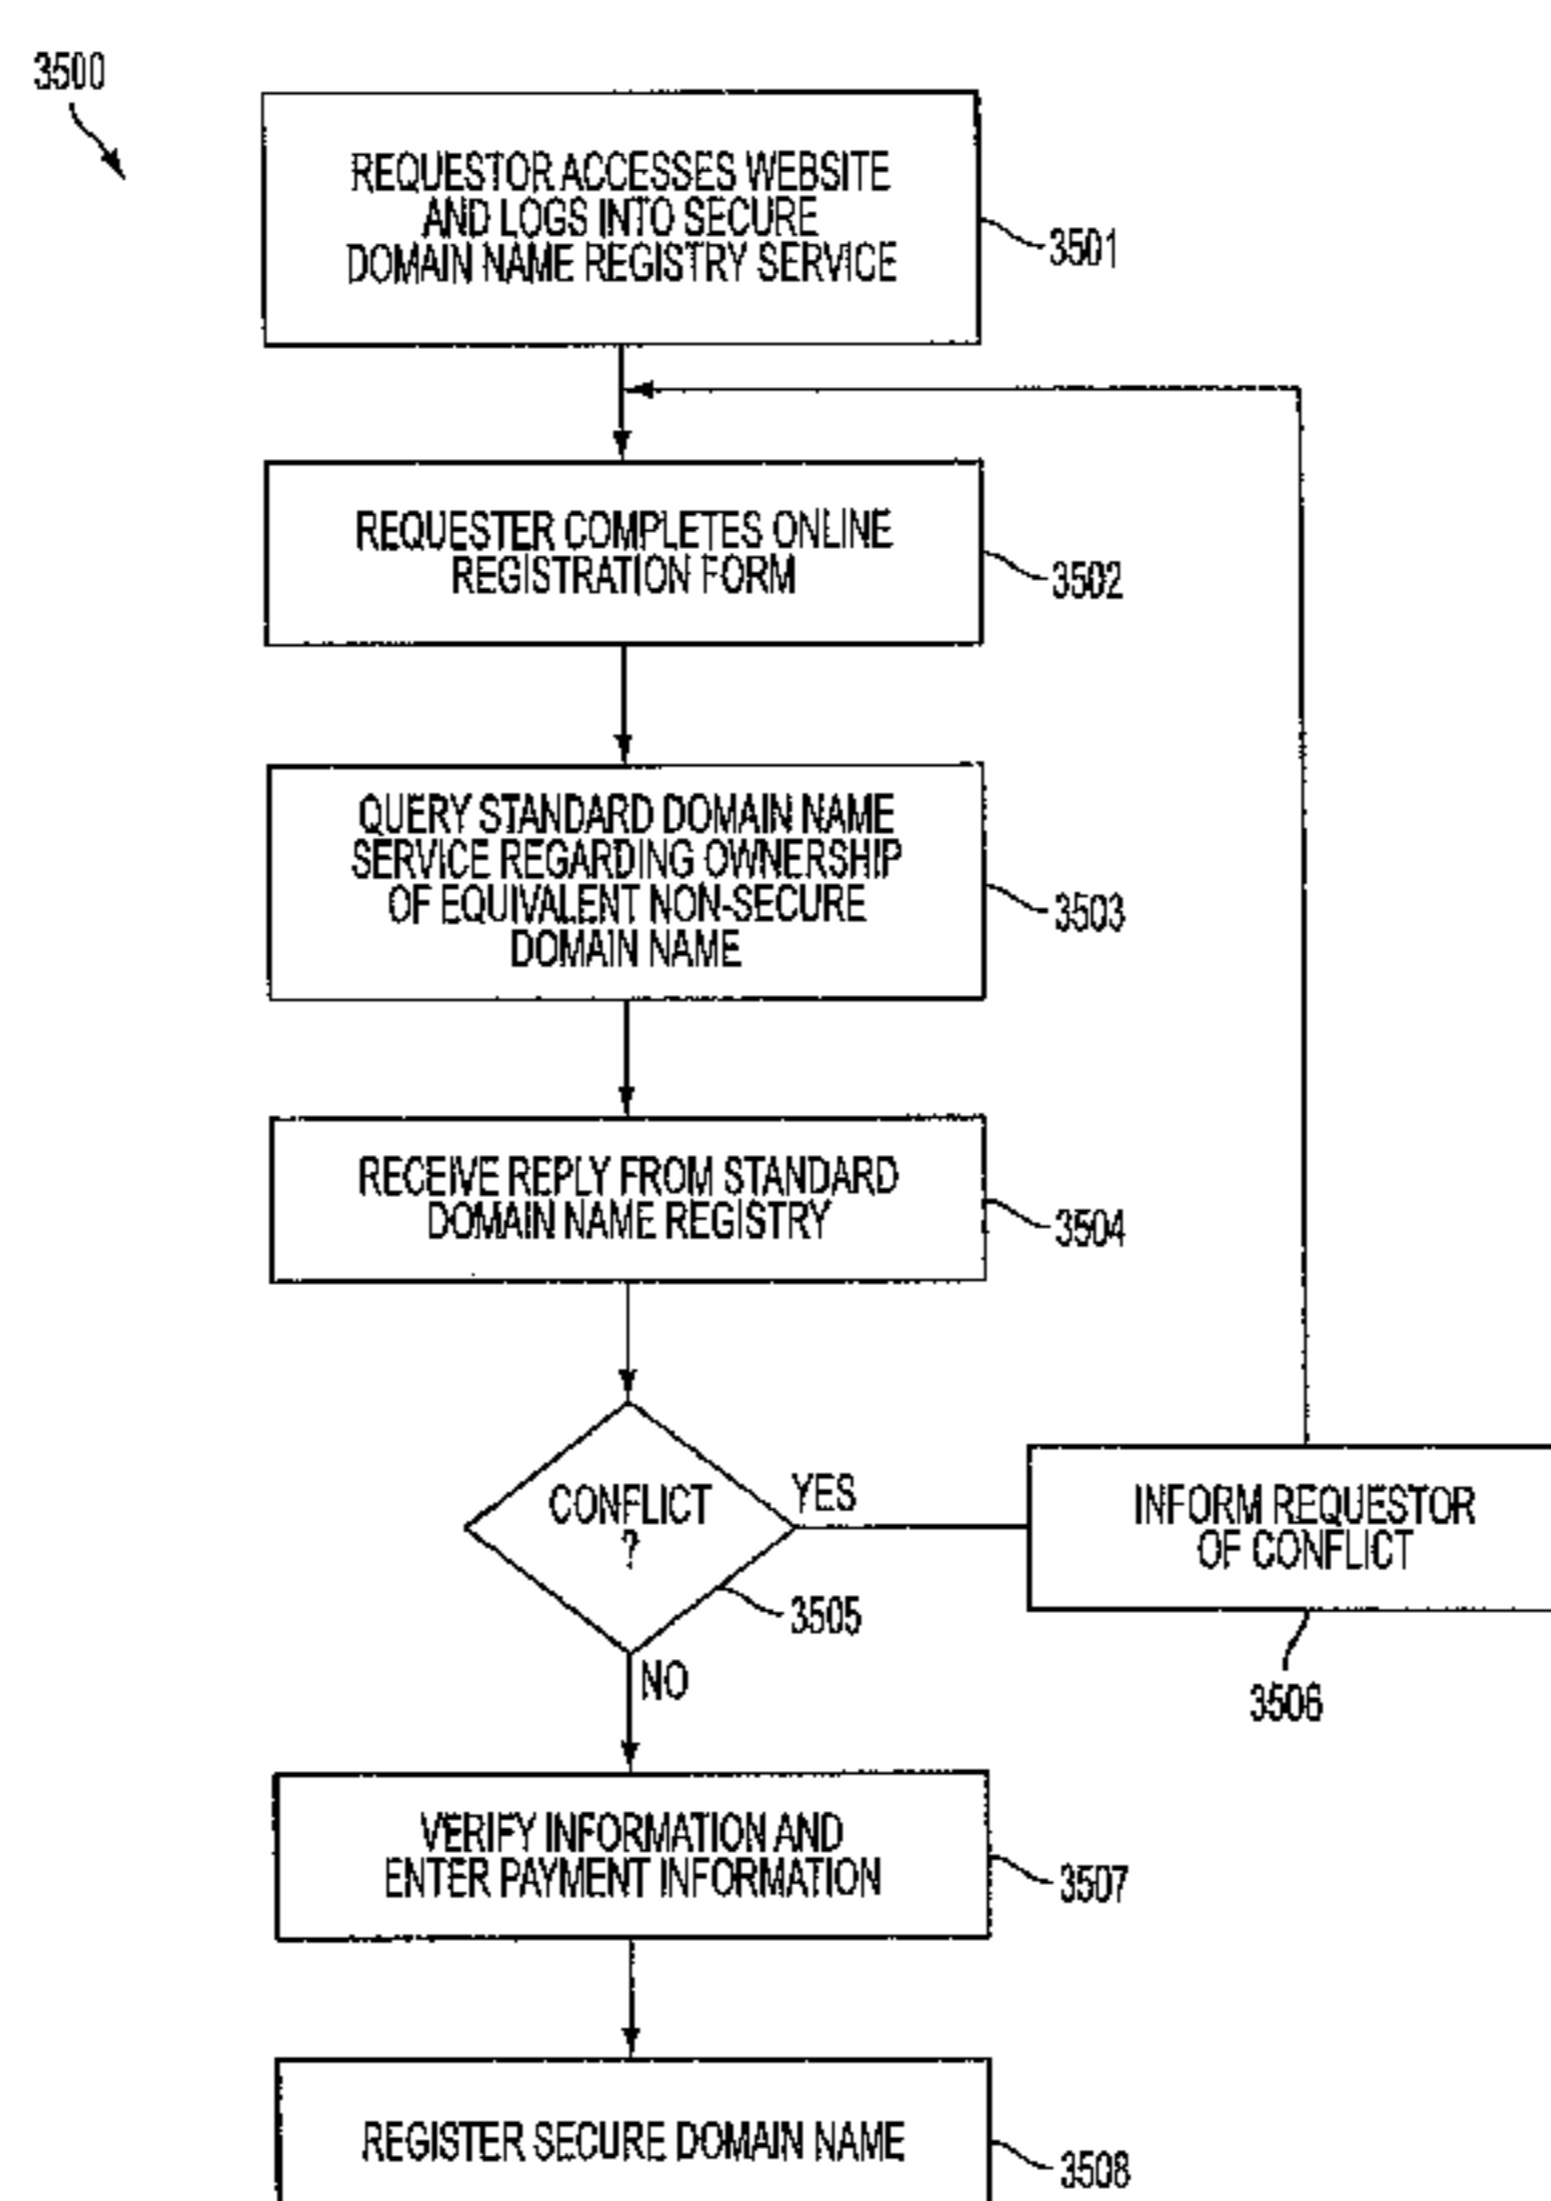 3500
REQUESTOR ACCESSES WEBSITE
AND LOGS INTO SECURE
DOMAIN NAME REGISTRY SERVICE
3501
REQUESTER COMPLETES ONLINE
REGISTRATION FORM
3502
QUERY STANDARD DOMAIN NAME
SERVICE REGARDING OWNERSHIP
OF EQUIVALENT NON-SECURE
DOMAIN NAME
3503
RECEIVE REPLY FROM STANDARD
DOMAIN NAME REGISTRY
3504
CONFLICT
?
YES
3505
INFORM REQUESTOR
OF CONFLICT
3506
NO
VERIFY INFORMATION AND
ENTER PAYMENT INFORMATION
3507
REGISTER SECURE DOMAIN NAME
3508